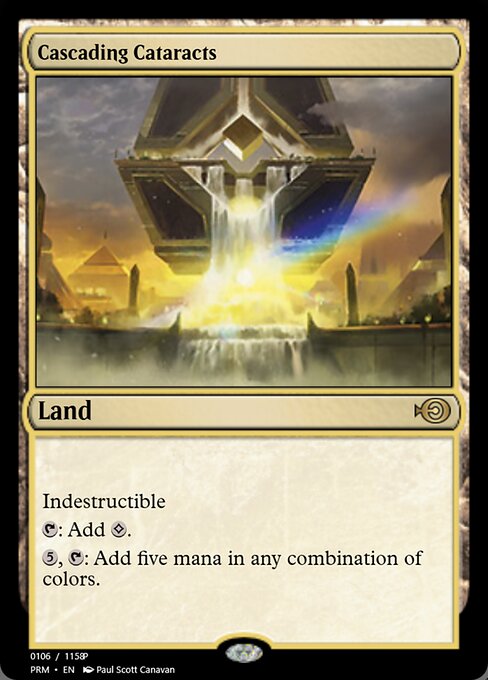 Cascading Cataracts
Land
Indestructible
: Add .
5, : Add five mana in any combination of
colors.
0106 / 1158P
PRM • EN Paul Scott Canavan